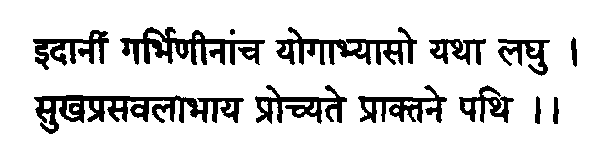 इदानीं गर्भिणीनांच योगाभ्यासो यथा लघु ।
सुखप्रसवलाभाय प्रोच्यते प्राक्तने पथि ।।